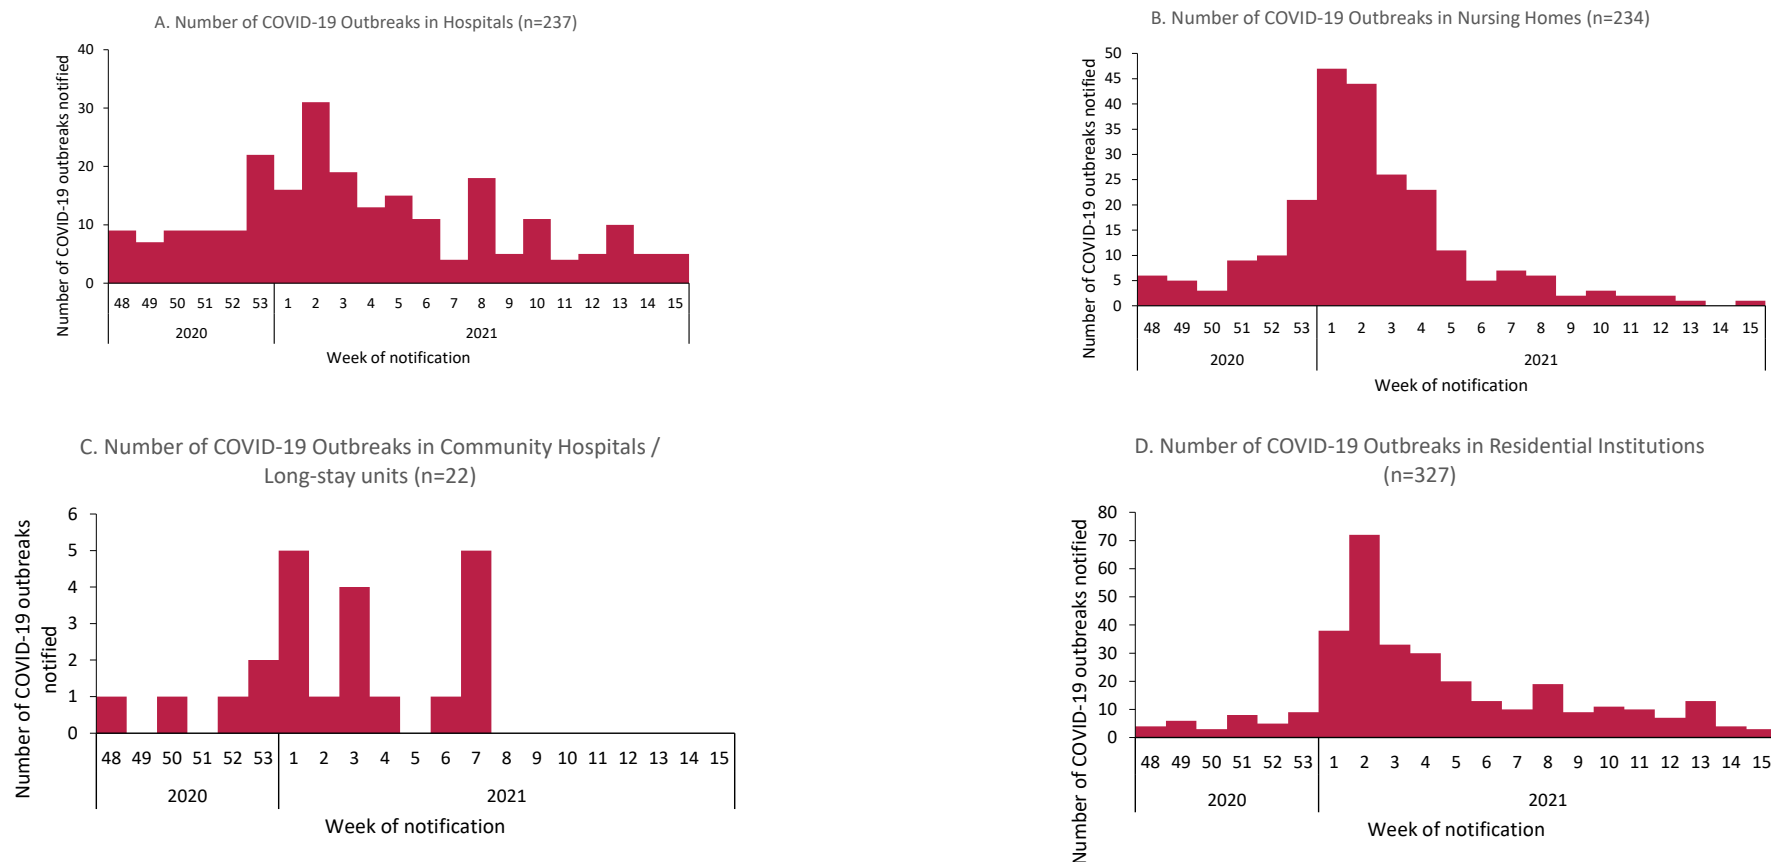 A. Number of COVID-19 Outbreaks in Hospitals (n=237)
Number of COVID-19 outbreaks notified
40
30
20
10
0
48 49 50 51 52 53 1 2 3 4 5 6 7 8 9 10 11 12 13 14 15
2020 2021
Week of notification
B. Number of COVID-19 Outbreaks in Nursing Homes (n=234)
Number of COVID-19 outbreaks notified
50
45
40
35
30
25
20
15
10
5
0
48 49 50 51 52 53 1 2 3 4 5 6 7 8 9 10 11 12 13 14 15
2020 2021
Week of notification
C. Number of COVID-19 Outbreaks in Community Hospitals /
Long-stay units (n=22)
Number of COVID-19 outbreaks
notified
6
5
4
3
2
1
0
48 49 50 51 52 53 1 2 3 4 5 6 7 8 9 10 11 12 13 14 15
2020 2021
Week of notification
D. Number of COVID-19 Outbreaks in Residential Institutions
(n=327)
Number of COVID-19 outbreaks notified
80
70
60
50
40
30
20
10
0
48 49 50 51 52 53 1 2 3 4 5 6 7 8 9 10 11 12 13 14 15
2020 2021
Week of notification